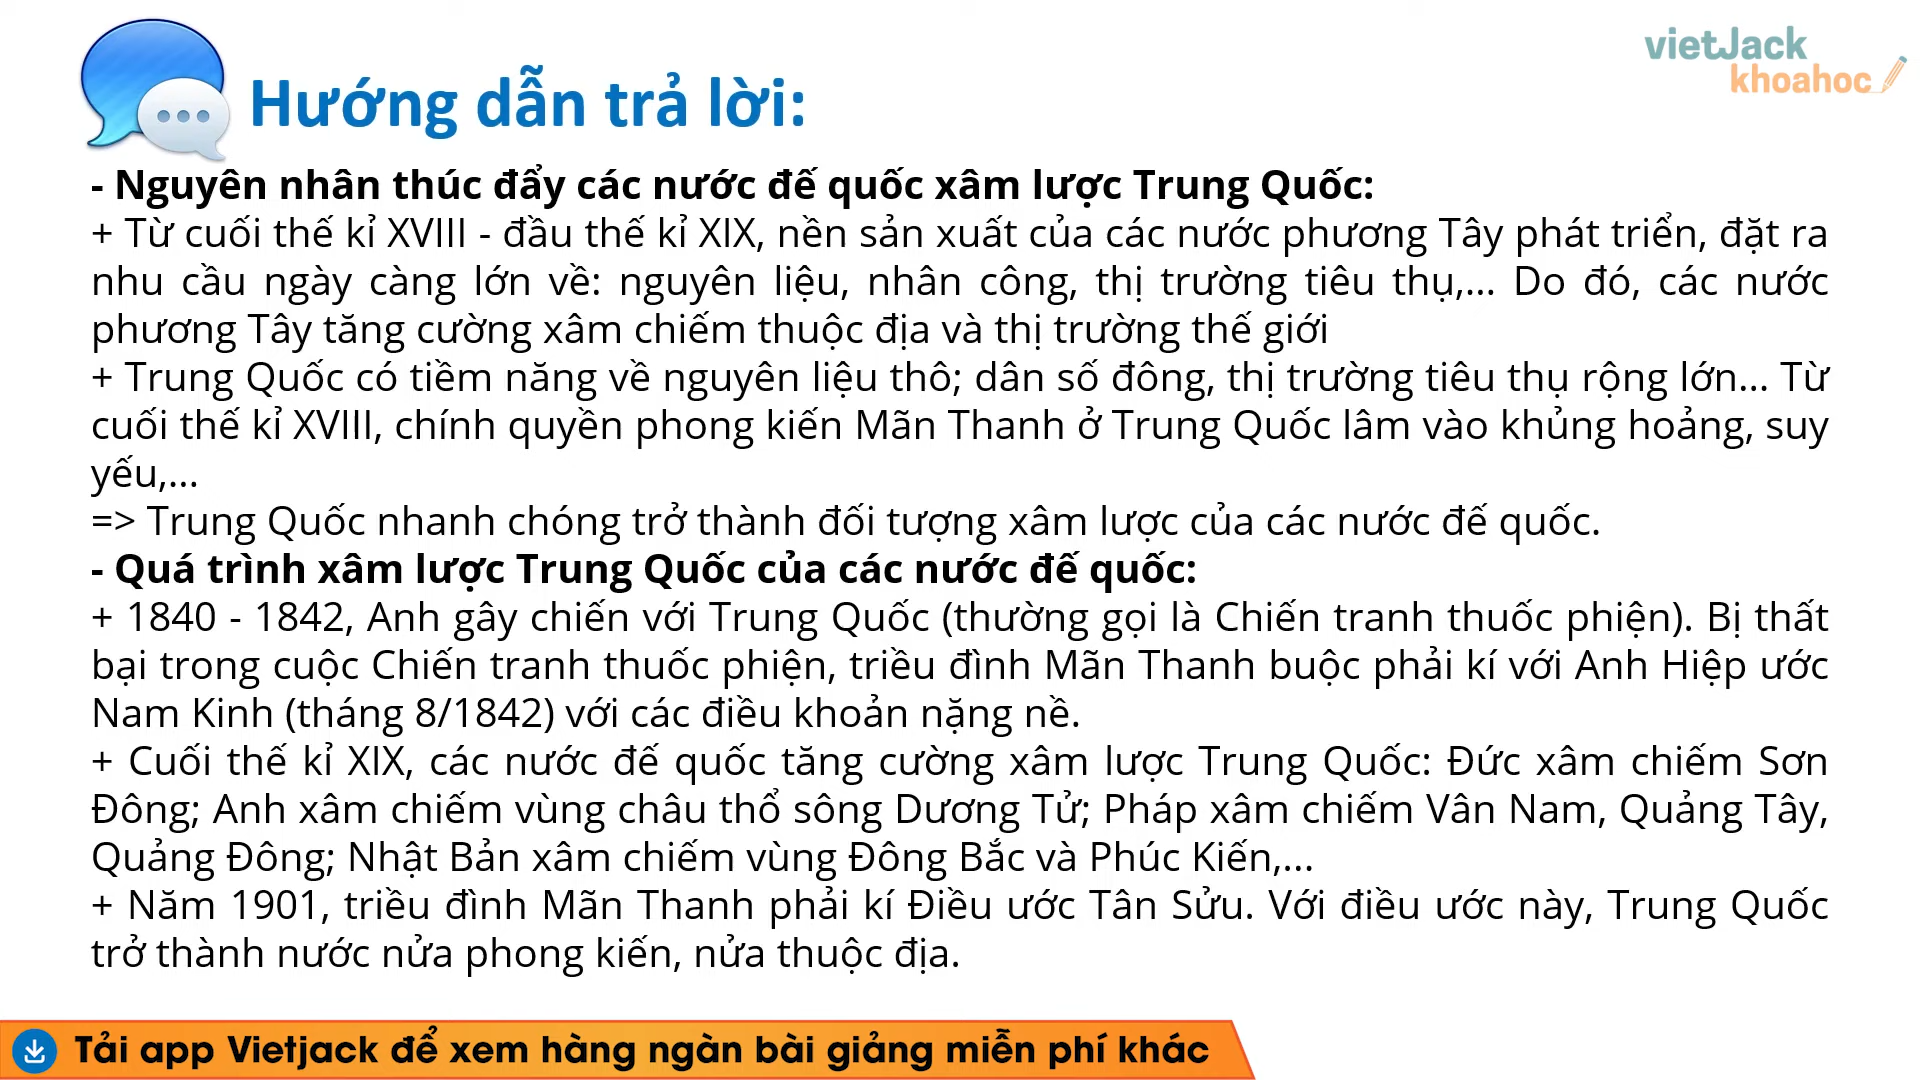 vietJack
khoahoc
Hướng dẫn trả lời:
- Nguyên nhân thúc đẩy các nước đế quốc xâm lược Trung Quốc:
+ Từ cuối thế kỉ XVIII - đầu thế kỉ XIX, nền sản xuất của các nước phương Tây phát triển, đặt ra
nhu cầu ngày càng lớn về: nguyên liệu, nhân công, thị trường tiêu thụ,... Do đó, các nước
phương Tây tăng cường xâm chiếm thuộc địa và thị trường thế giới
+ Trung Quốc có tiềm năng về nguyên liệu thô; dân số đông, thị trường tiêu thụ rộng lớn... Từ
cuối thế kỉ XVIII, chính quyền phong kiến Mãn Thanh ở Trung Quốc lâm vào khủng hoảng, suy
yếu,...
=> Trung Quốc nhanh chóng trở thành đối tượng xâm lược của các nước đế quốc.
- Quá trình xâm lược Trung Quốc của các nước đế quốc:
+ 1840 - 1842, Anh gây chiến với Trung Quốc (thường gọi là Chiến tranh thuốc phiện). Bị thất
bại trong cuộc Chiến tranh thuốc phiện, triều đình Mãn Thanh buộc phải kí với Anh Hiệp ước
Nam Kinh (tháng 8/1842) với các điều khoản nặng nề.
+ Cuối thế kỉ XIX, các nước đế quốc tăng cường xâm lược Trung Quốc: Đức xâm chiếm Sơn
Đông; Anh xâm chiếm vùng châu thổ sông Dương Tử; Pháp xâm chiếm Vân Nam, Quảng Tây,
Quảng Đông; Nhật Bản xâm chiếm vùng Đông Bắc và Phúc Kiến,...
+ Năm 1901, triều đình Mãn Thanh phải kí Điều ước Tân Sửu. Với điều ước này, Trung Quốc
trở thành nước nửa phong kiến, nửa thuộc địa.
Tải app Vietjack để xem hàng ngàn bài giảng miễn phí khác